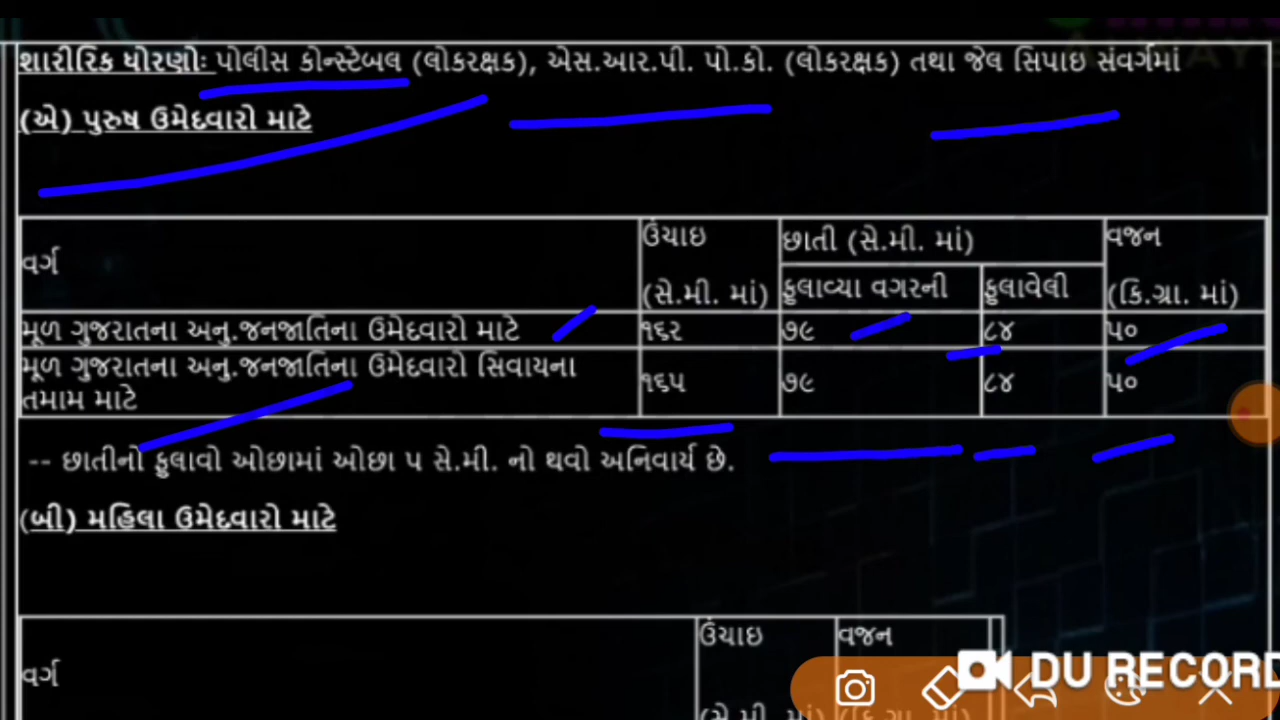 શારીરિક ધોરણોઃ પોલીસ કોન્સ્ટેબલ (લોકરક્ષક), એસ.આર.પી. પો.કો. (લોકરક્ષક) તથા જેલ સિપાઇ સંવર્ગમાં
(એ) પુરુષ ઉમેદવારો માટે
વર્ગ
ઉંચાઇ
(સે.મી. માં)
છાતી (સે.મી. માં)
ફુલાવ્યા વગરની
ફુલાવેલી
વજન
(કિ.ગ્રા. માં)
મૂળ ગુજરાતના અનુ.જનજાતિના ઉમેદવારો માટે ૧૬૨ ૭૯ ૮૪ ૫૦
મૂળ ગુજરાતના અનુ.જનજાતિના ઉમેદવારો સિવાયના
તમામ માટે ૧૬૫ ૭૯ ૮૪ ૫૦
-- છાતીનો ફુલાવો ઓછામાં ઓછા ૫ સે.મી. નો થવો અનિવાર્ય છે.
(બી) મહિલા ઉમેદવારો માટે
વર્ગ
ઉંચાઇ
વજન
DU RECORD